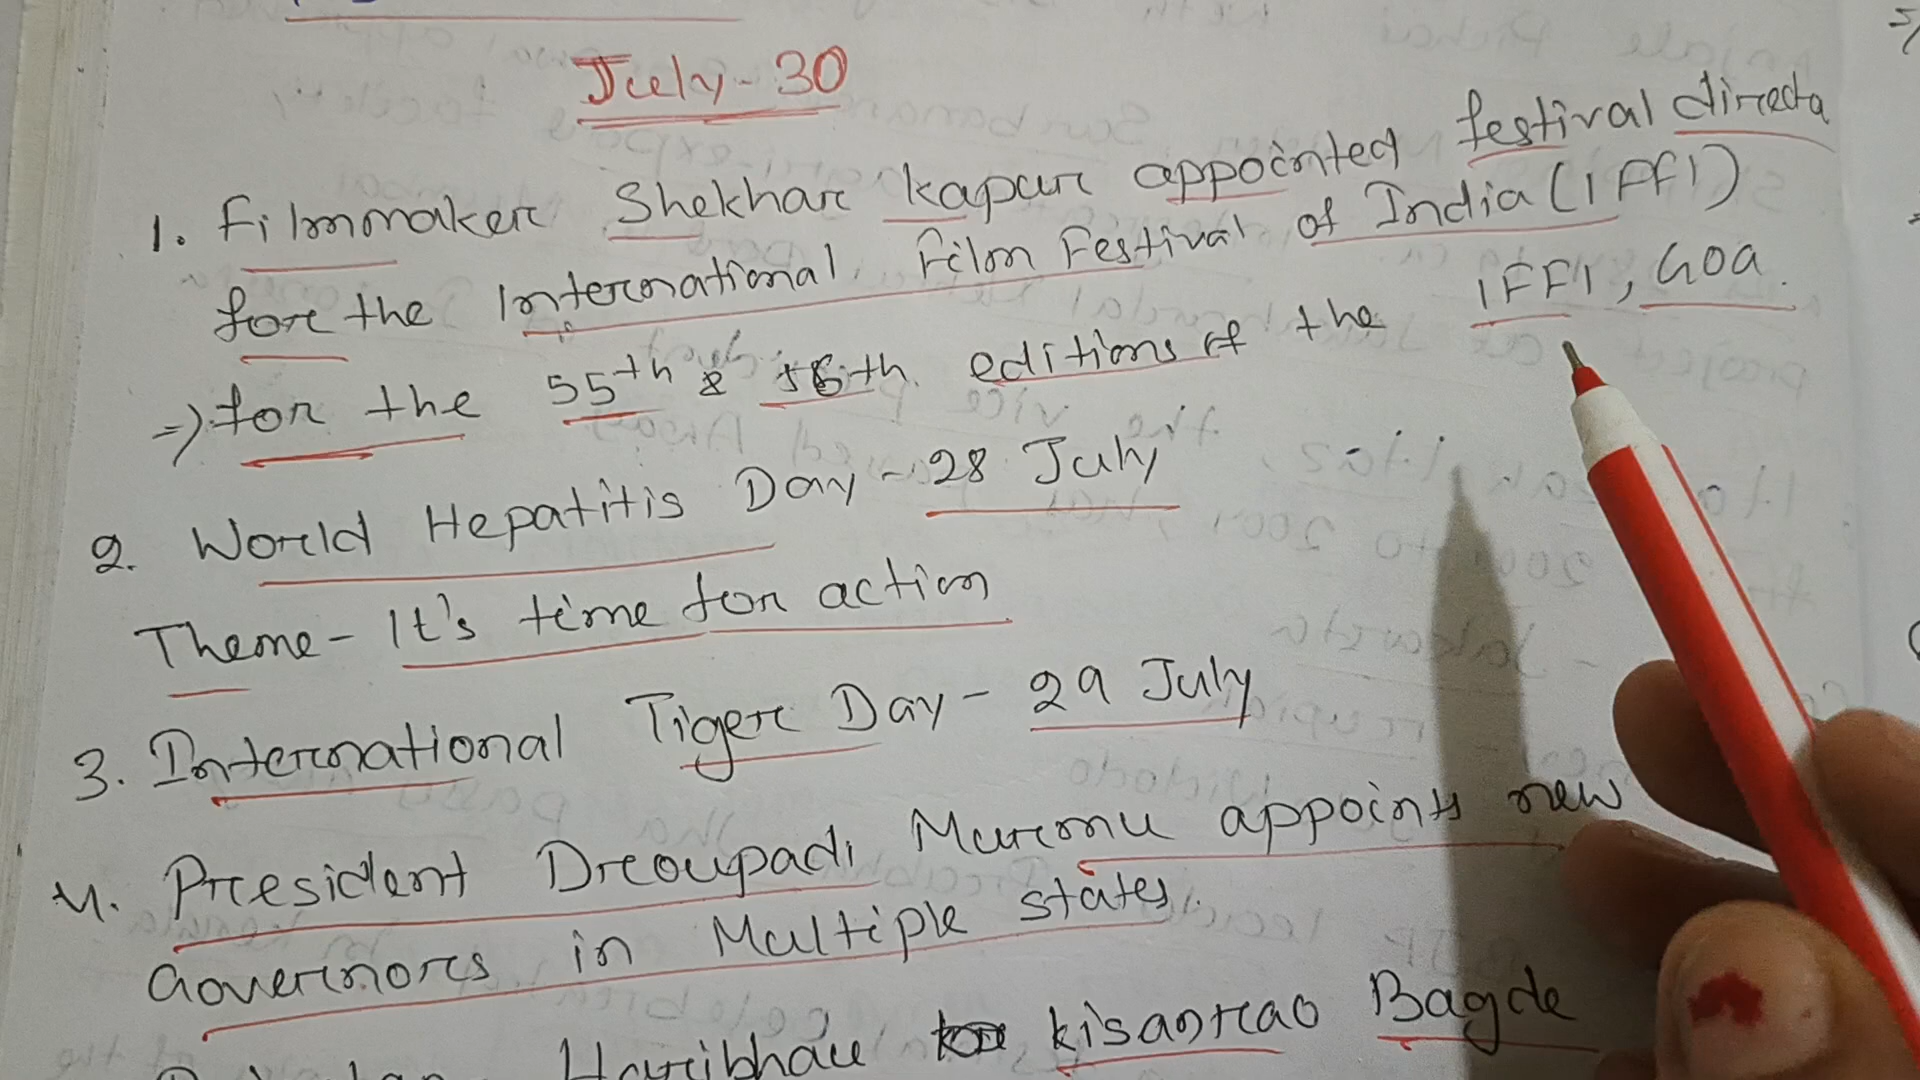 July-30
1. Filmmaker Shekhar kapur appointed festival directa
for the International Film Festival of India (IFFI)
⇒ for the 55th & 56th editions of the IFFI, Goa.
2. World Hepatitis Day - 28 July
Theme - It's time for action
3. International Tiger Day - 29 July
4. President Droupadi Murmu appoints new
Governors in Multiple states.
Haribhau kisanrao Bagde